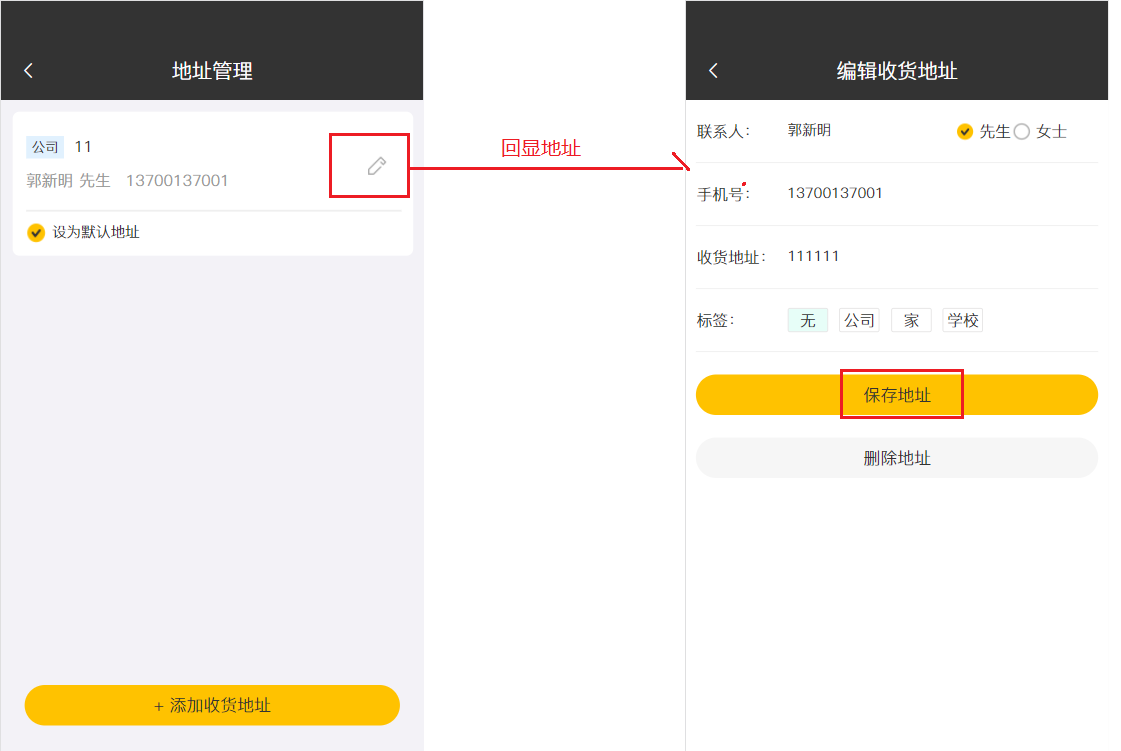 地址管理
公司 11
郭新明 先生 13700137001
设为默认地址
+ 添加收货地址
回显地址
编辑收货地址
联系人： 郭新明 先生 女士
手机号： 13700137001
收货地址： 111111
标签： 无 公司 家 学校
保存地址
删除地址